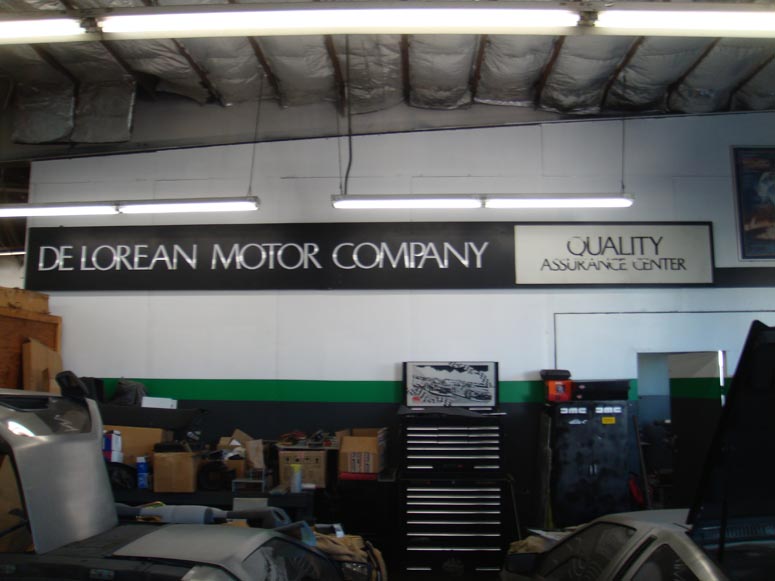 DE LOREAN MOTOR COMPANY
QUALITY
ASSURANCE CENTER
DMC DMC